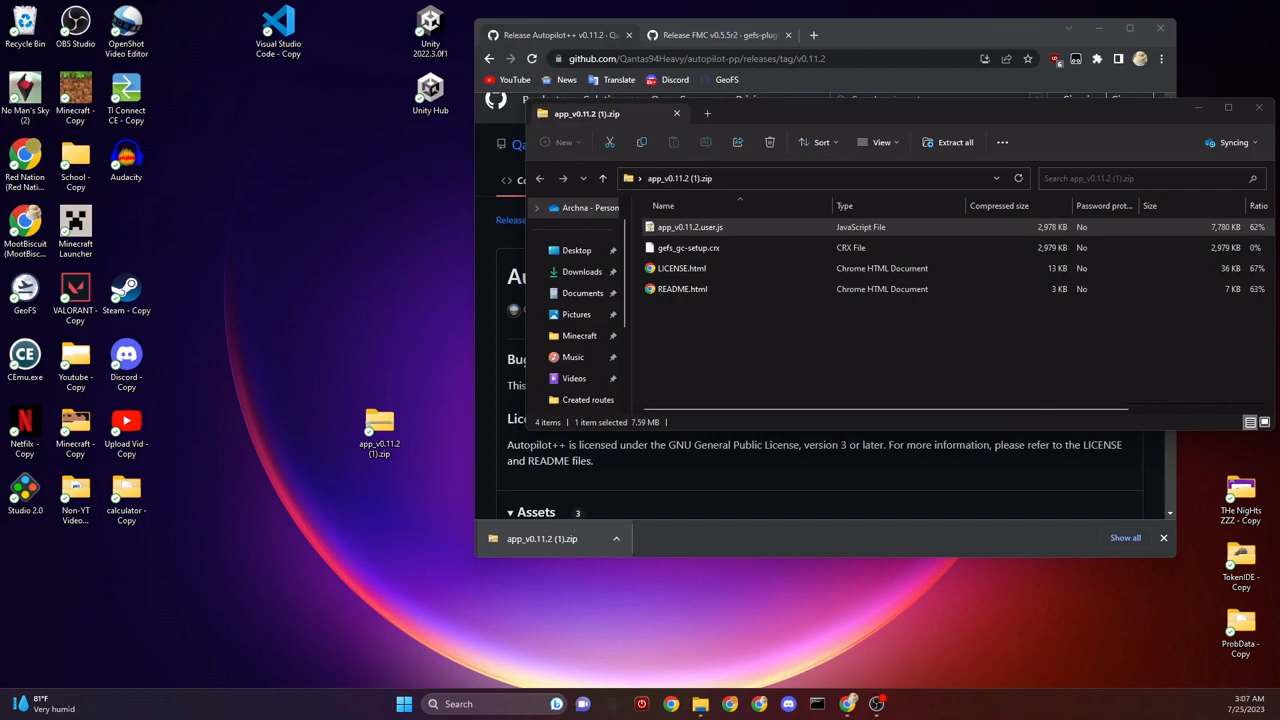 Recycle Bin
OBS Studio
OpenShot
Video Editor
Visual Studio
Code - Copy
Unity
2022.3.0f1
No Man's Sky
(2)
Minecraft -
Copy
TI Connect
CE - Copy
Unity Hub
Red Nation
(Red Nati...
School -
Copy
Audacity
MootBiscuit
(MootBisc...
Minecraft
Launcher
GeoFS
VALORANT -
Copy
Steam - Copy
CEmu.exe
Youtube -
Copy
Discord -
Copy
Netflix -
Copy
Minecraft -
Copy
Upload Vid -
Copy
Studio 2.0
Non-YT
Video...
calculator -
Copy
app_v0.11.2
(1).zip
THe NigHts
ZZZ - Copy
TokenIDE -
Copy
ProbData -
Copy
Release Autopilot++ v0.11.2 · Q
Release FMC v0.5.5r2 · gefs-plug
github.com/Qantas94Heavy/autopilot-pp/releases/tag/v0.11.2
YouTube
News
Translate
Discord
GeoFS
app_v0.11.2 (1).zip
New
Sort
View
Extract all
Syncing
app_v0.11.2 (1).zip
Search app_v0.11.2 (1).zip
Archna - Person
Desktop
Downloads
Documents
Pictures
Minecraft
Music
Videos
Created routes
Name Type Compressed size Password prot... Size Ratio
app_v0.11.2.user.js JavaScript File 2,978 KB No 7,780 KB 62%
gefs_gc-setup.crx CRX File 2,979 KB No 2,979 KB 0%
LICENSE.html Chrome HTML Document 13 KB No 36 KB 67%
README.html Chrome HTML Document 3 KB No 7 KB 63%
4 items 1 item selected 7.59 MB
Qa
Co
Release
Au
Bug
This
Lic
Autopilot++ is licensed under the GNU General Public License, version 3 or later. For more information, please refer to the LICENSE
and README files.
Assets 3
app_v0.11.2 (1).zip
Show all
81°F
Very humid
Search
3:07 AM
7/25/2023